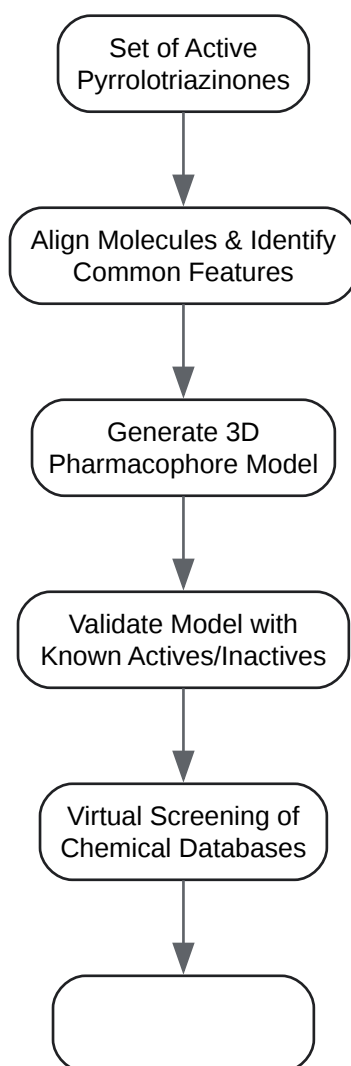 Set of Active
Pyrrolotriazinones
Align Molecules & Identify
Common Features
Generate 3D
Pharmacophore Model
Validate Model with
Known Actives/Inactives
Virtual Screening of
Chemical Databases